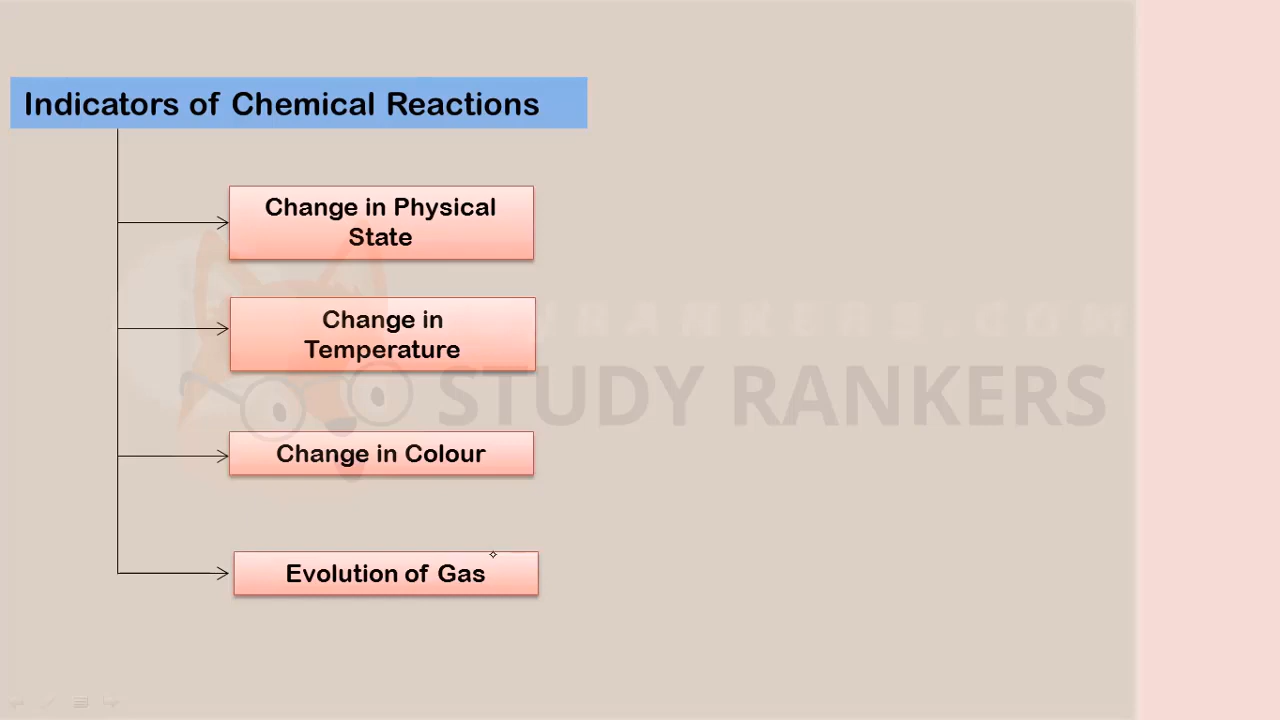 Indicators of Chemical Reactions
Change in Physical
State
Change in
Temperature
STUDY RANKERS
Change in Colour
Evolution of Gas